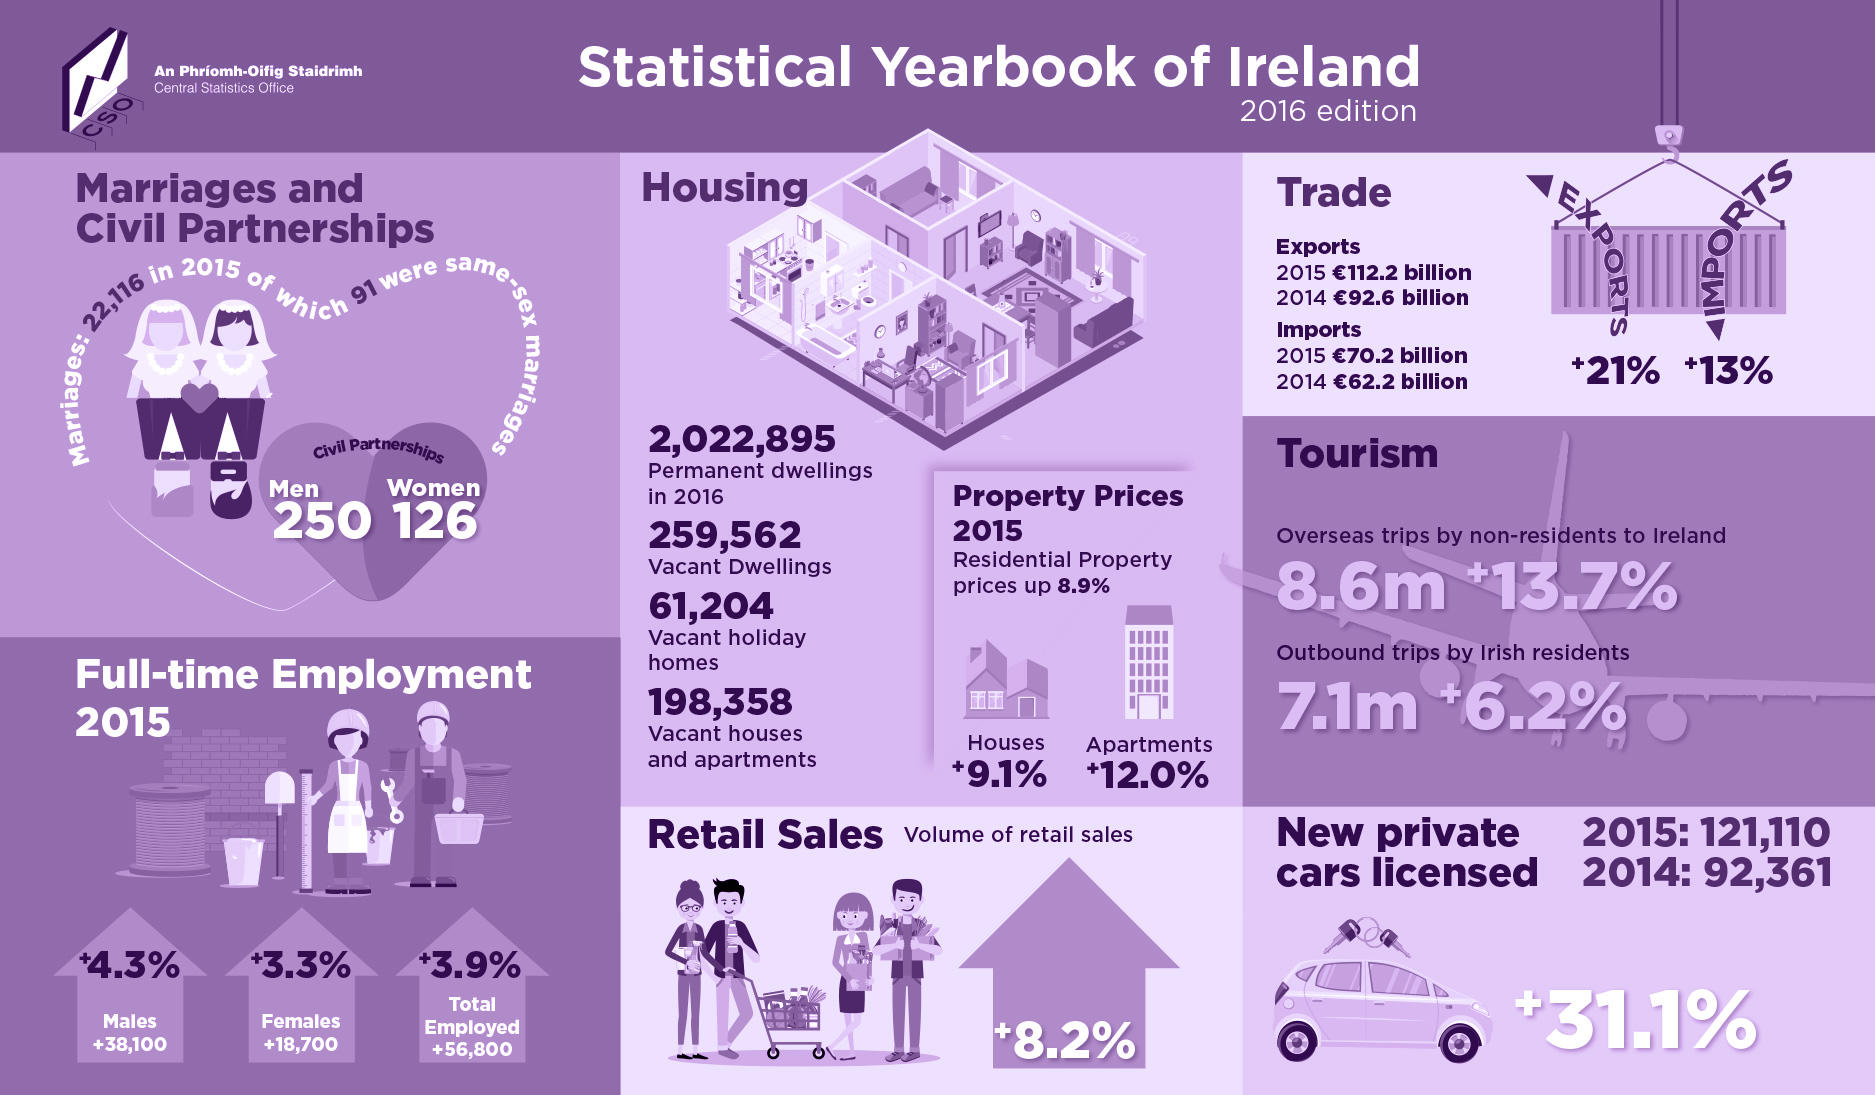 An Phríomh-Oifig Staidrimh
Central Statistics Office
CSO
Statistical Yearbook of Ireland
2016 edition
Marriages and
Civil Partnerships
Marriages: 22,116 in 2015 of which 91 were same-sex marriages
Civil Partnerships
Men
250
Women
126
Full-time Employment
2015
+4.3%
Males
+38,100
+3.3%
Females
+18,700
+3.9%
Total
Employed
+56,800
Housing
2,022,895
Permanent dwellings
in 2016
259,562
Vacant Dwellings
61,204
Vacant holiday
homes
198,358
Vacant houses
and apartments
Property Prices
2015
Residential Property
prices up 8.9%
Houses
+9.1%
Apartments
+12.0%
Retail Sales
Volume of retail sales
+8.2%
Trade
Exports
2015 €112.2 billion
2014 €92.6 billion
Imports
2015 €70.2 billion
2014 €62.2 billion
EXPORTS
IMPORTS
+21%
+13%
Tourism
Overseas trips by non-residents to Ireland
8.6m +13.7%
Outbound trips by Irish residents
7.1m +6.2%
New private
cars licensed
2015: 121,110
2014: 92,361
+31.1%